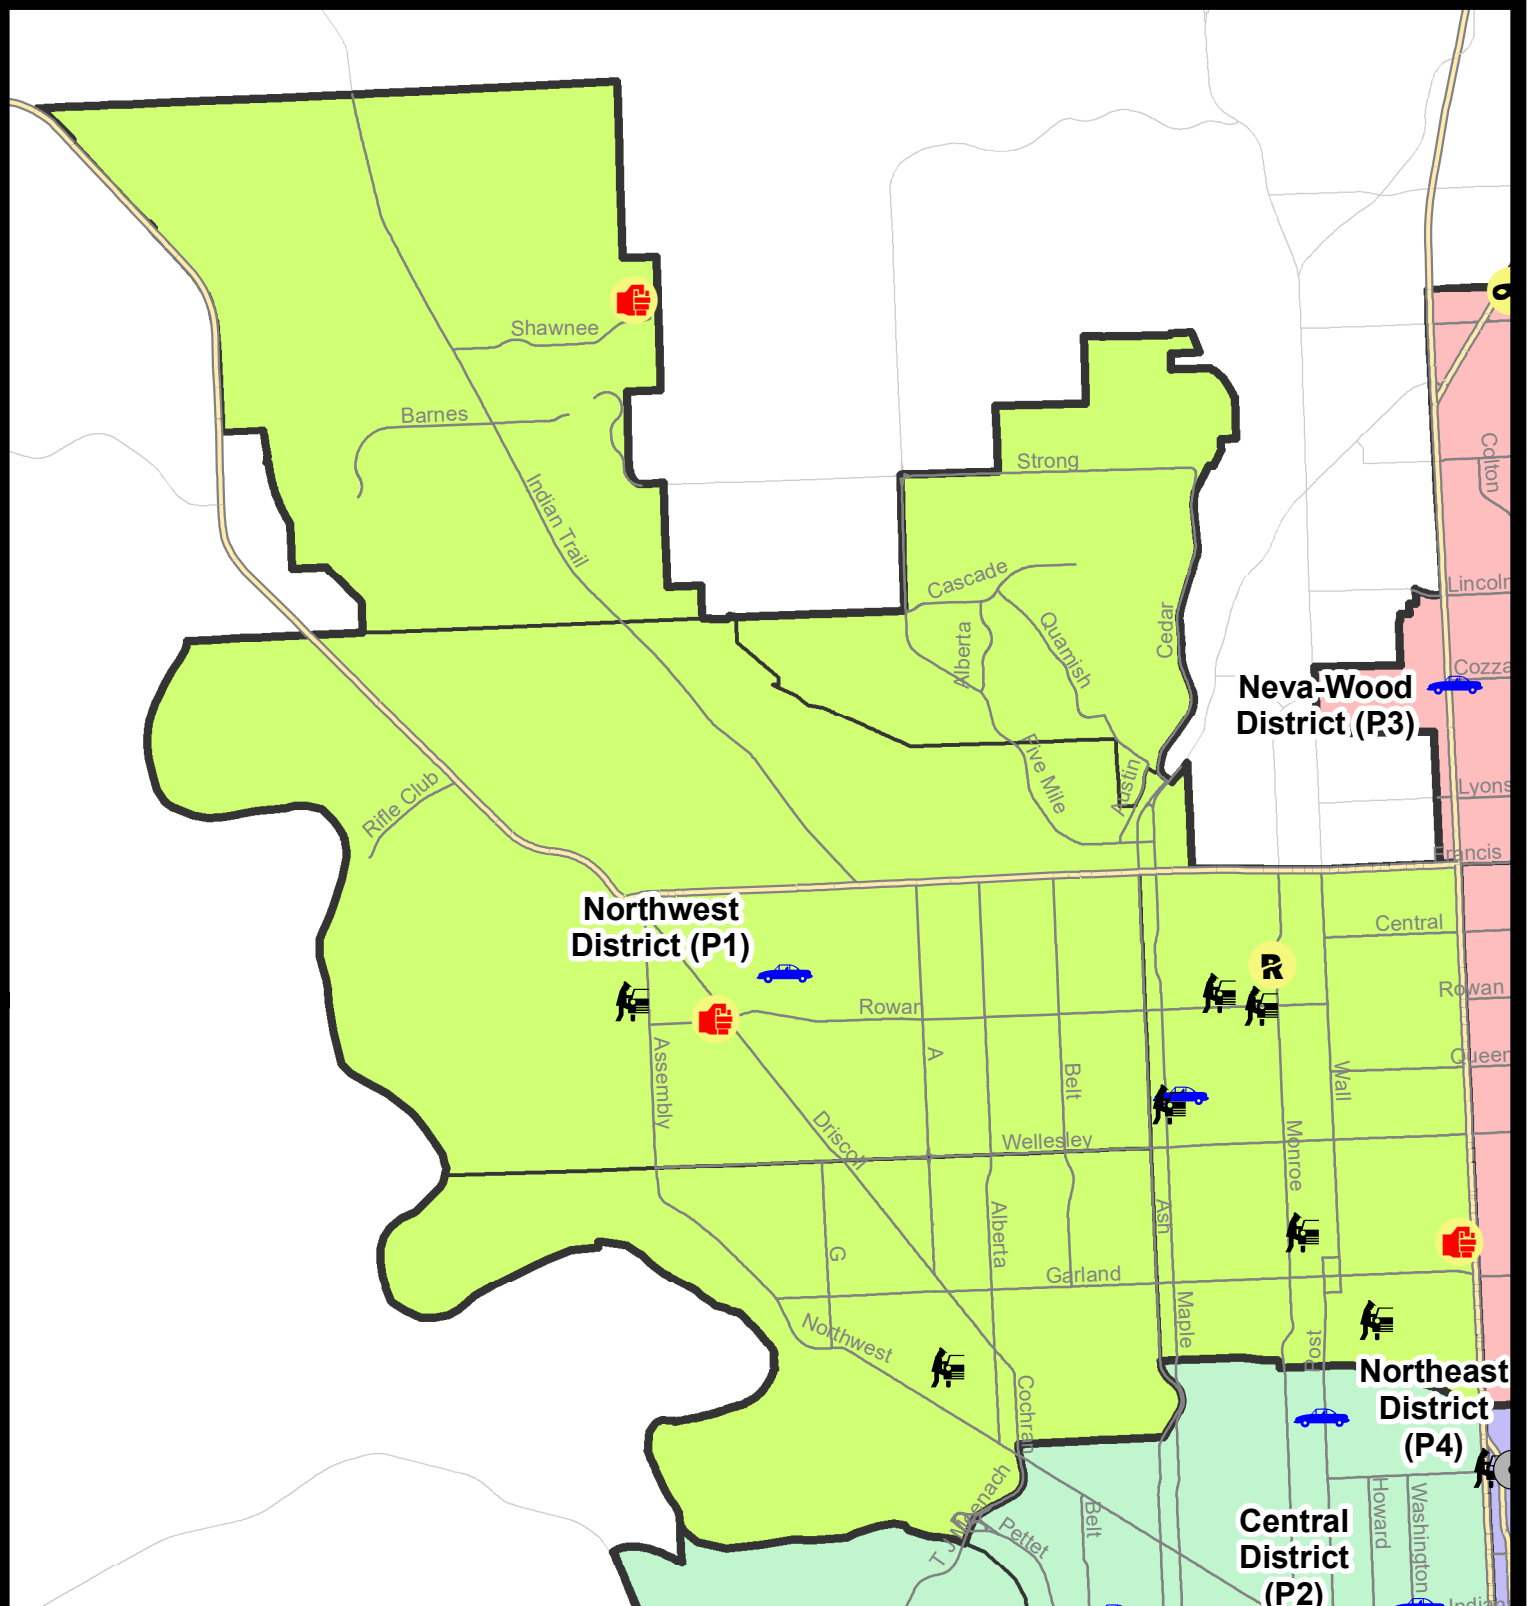 Shawnee
Barnes
Indian Trail
Strong
Colton
Cascade
Alberta
Quamish
Cedar
Lincoln
Cozza
Neva-Wood
District (P3)
Five Mile
Austin
Rifle Club
Lyons
Francis
Northwest
District (P1)
Central
Rowan
Rowan
Assembly
A
Belt
Wall
Queen
Driscoll
Wellesley
Monroe
G
Alberta
Ash
Garland
Maple
Northwest
Post
Cochran
Northeast
District
(P4)
T J Meenach
Pettet
Belt
Howard
Washington
Central
District
(P2)
Indian